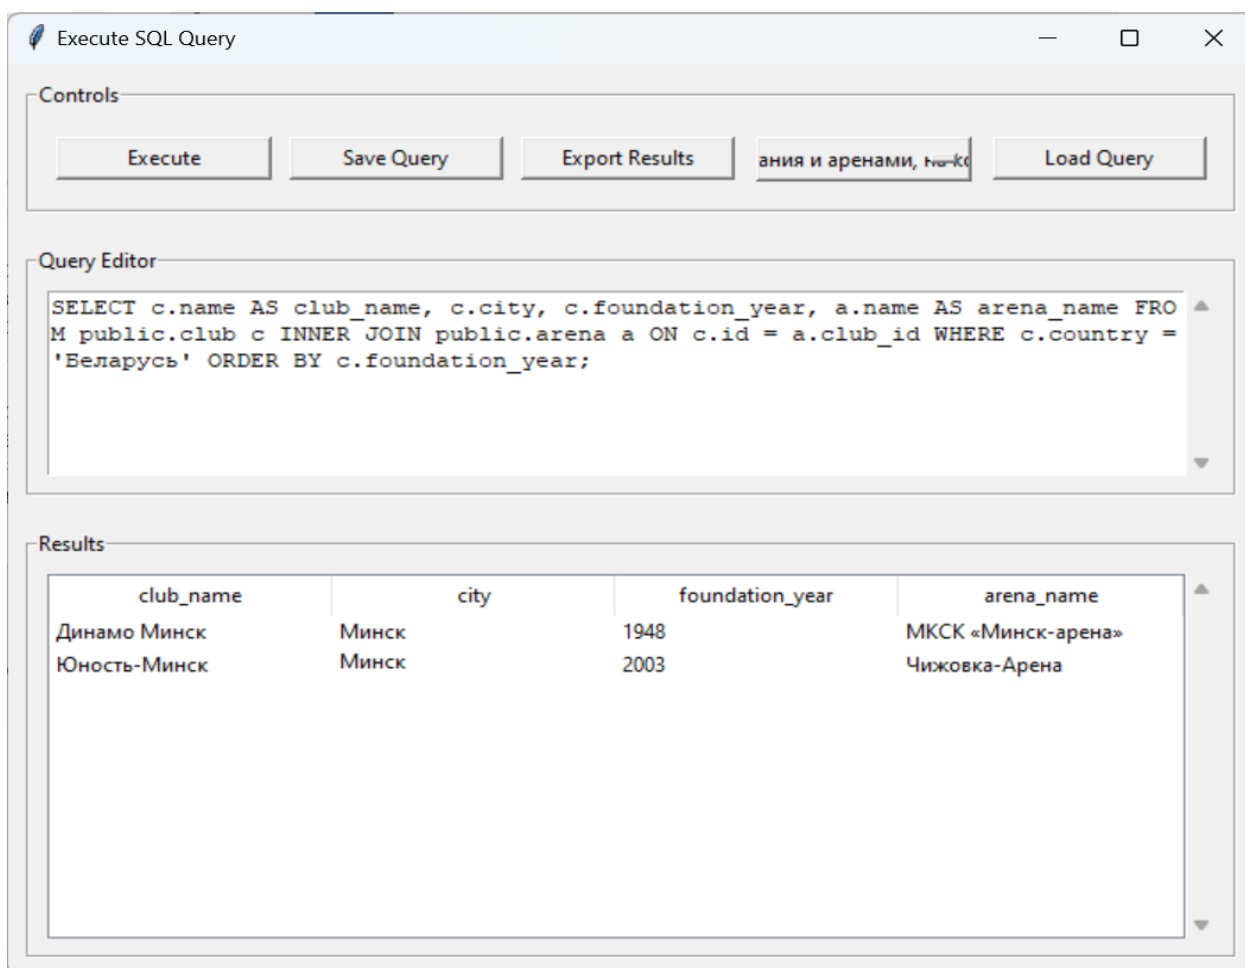 Execute SQL Query
Controls
Execute
Save Query
Export Results
ания и аренами,
Load Query
Query Editor
SELECT c.name AS club_name, c.city, c.foundation_year, a.name AS arena_name FRO
M public.club c INNER JOIN public.arena a ON c.id = a.club_id WHERE c.country =
'Беларусь' ORDER BY c.foundation_year;
Results
club_name city foundation_year arena_name
Динамо Минск Минск 1948 МКСК «Минск-арена»
Юность-Минск Минск 2003 Чижовка-Арена